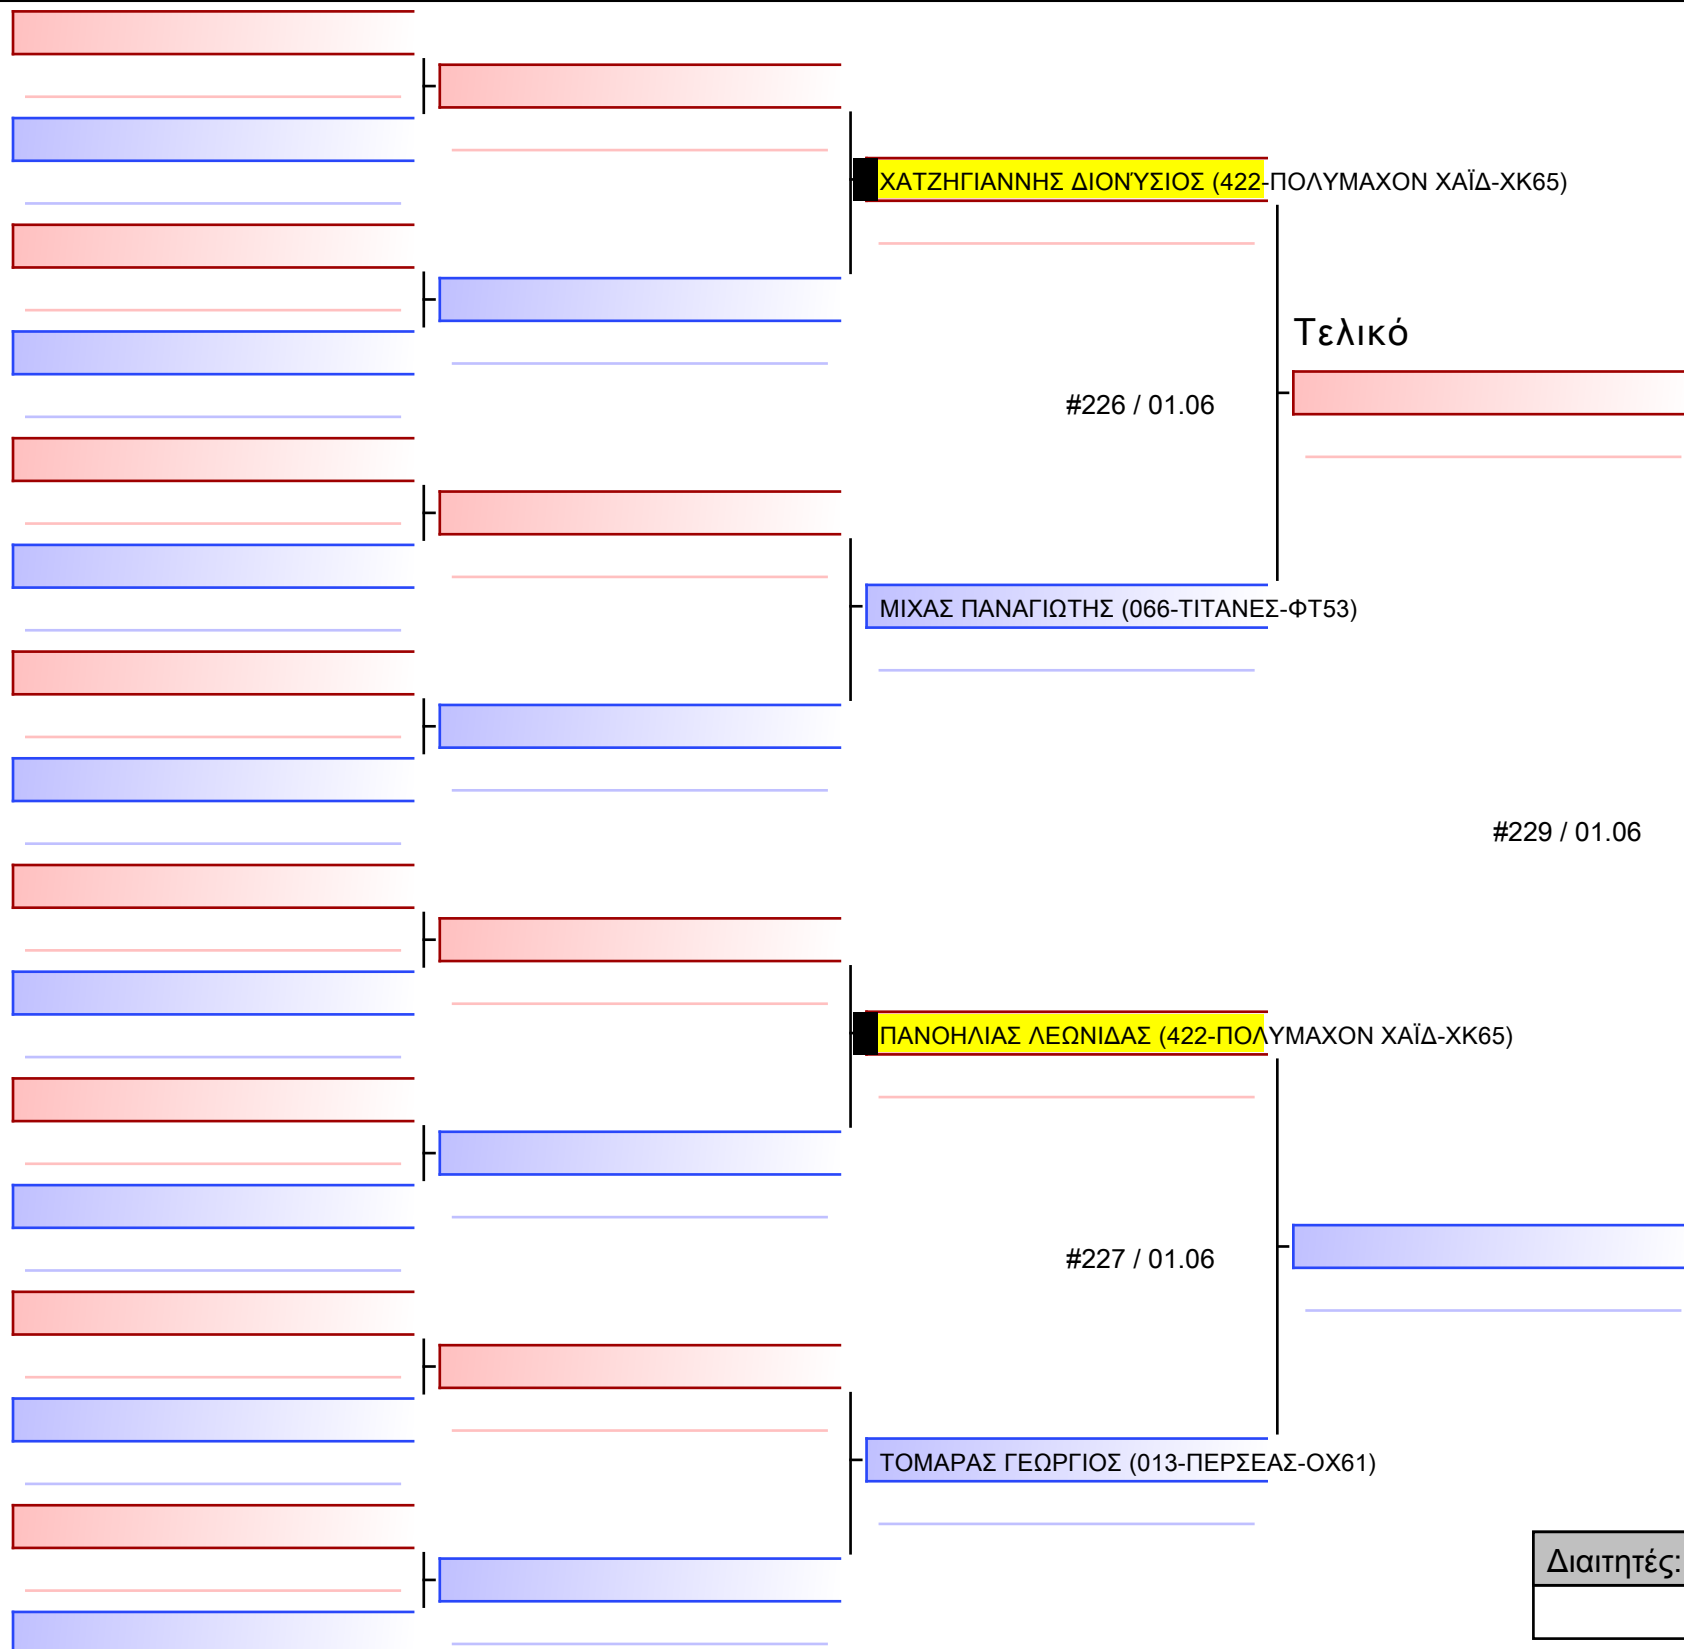 ΧΑΤΖΗΓΙΑΝΝΗΣ ΔΙΟΝΎΣΙΟΣ (422-ΠΟΛΥΜΑΧΟΝ ΧΑΪΔ-ΧΚ65)
Τελικό
#226 / 01.06
ΜΙΧΑΣ ΠΑΝΑΓΙΩΤΗΣ (066-ΤΙΤΑΝΕΣ-ΦΤ53)
#229 / 01.06
ΠΑΝΟΗΛΙΑΣ ΛΕΩΝΙΔΑΣ (422-ΠΟΛΥΜΑΧΟΝ ΧΑΪΔ-ΧΚ65)
#227 / 01.06
ΤΟΜΑΡΑΣ ΓΕΩΡΓΙΟΣ (013-ΠΕΡΣΕΑΣ-ΟΧ61)
Διαιτητές: